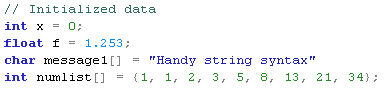 // Initialized data
int x = 0;
float f = 1.253;
char message1[] = "Handy string syntax"
int numlist[] = {1, 1, 2, 3, 5, 8, 13, 21, 34};